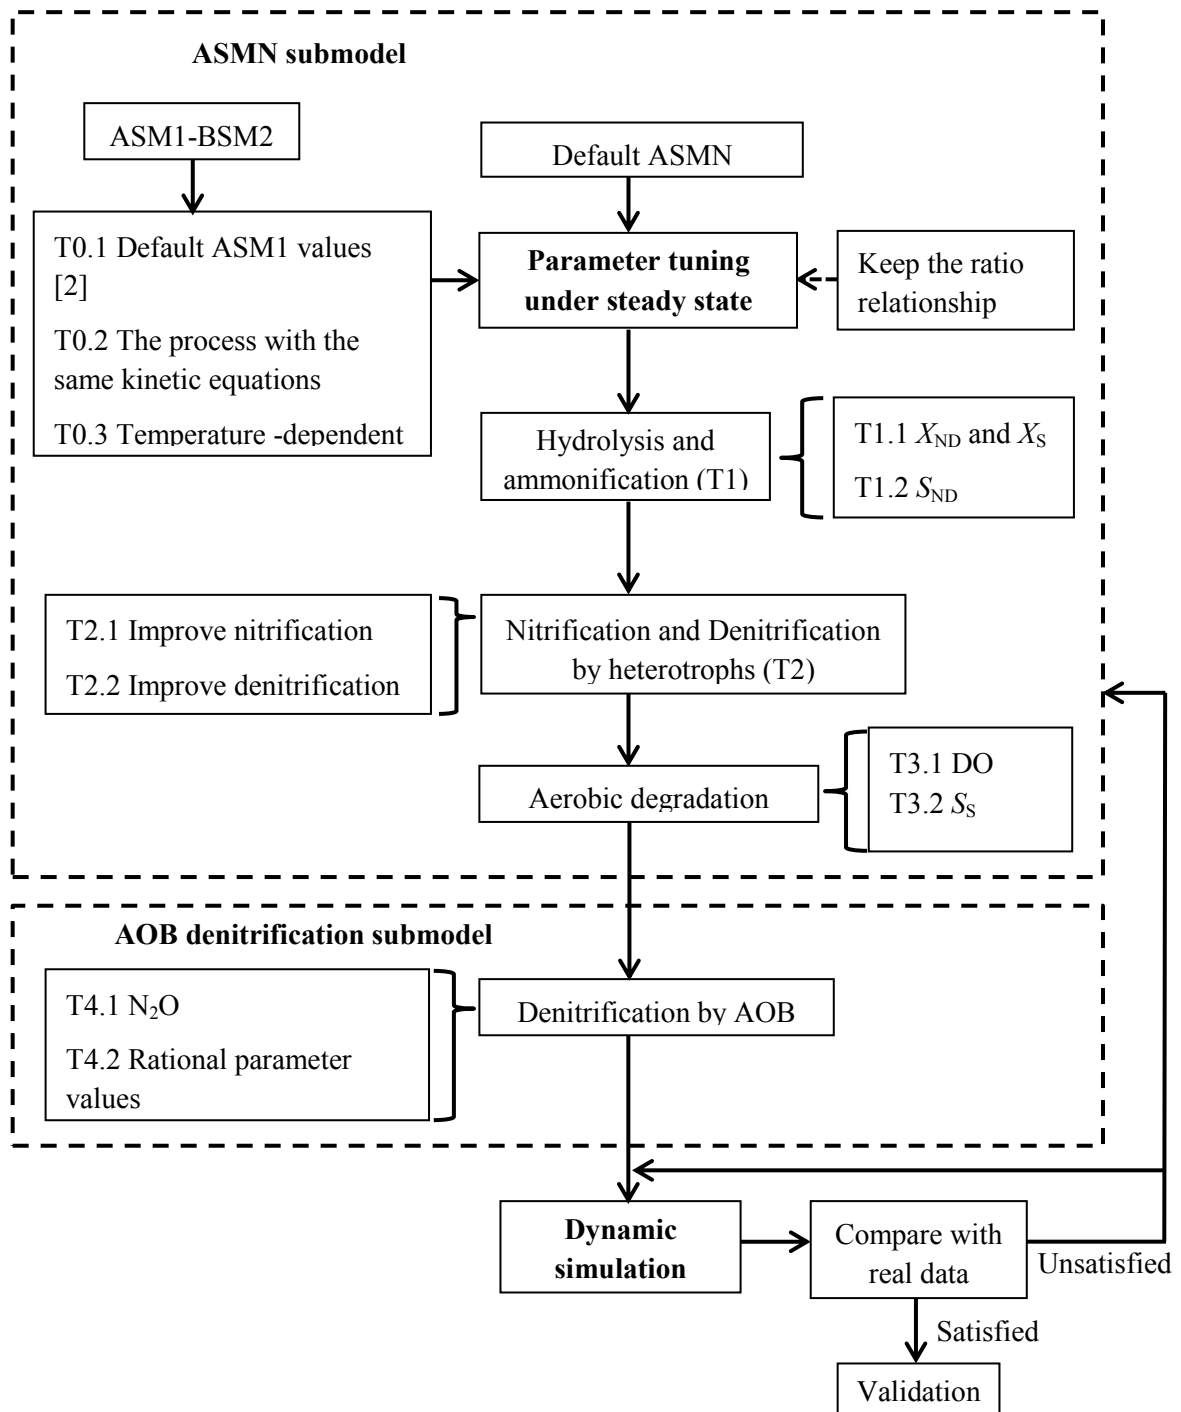 ASMN submodel
ASM1-BSM2
Default ASMN
T0.1 Default ASM1 values
[2]
T0.2 The process with the
same kinetic equations
T0.3 Temperature -dependent
Parameter tuning
under steady state
Keep the ratio
relationship
Hydrolysis and
ammonification (T1)
T1.1 X_ND and X_S
T1.2 S_ND
T2.1 Improve nitrification
T2.2 Improve denitrification
Nitrification and Denitrification
by heterotrophs (T2)
Aerobic degradation
T3.1 DO
T3.2 S_S
AOB denitrification submodel
T4.1 N₂O
T4.2 Rational parameter
values
Denitrification by AOB
Dynamic
simulation
Compare with
real data
Unsatisfied
Satisfied
Validation